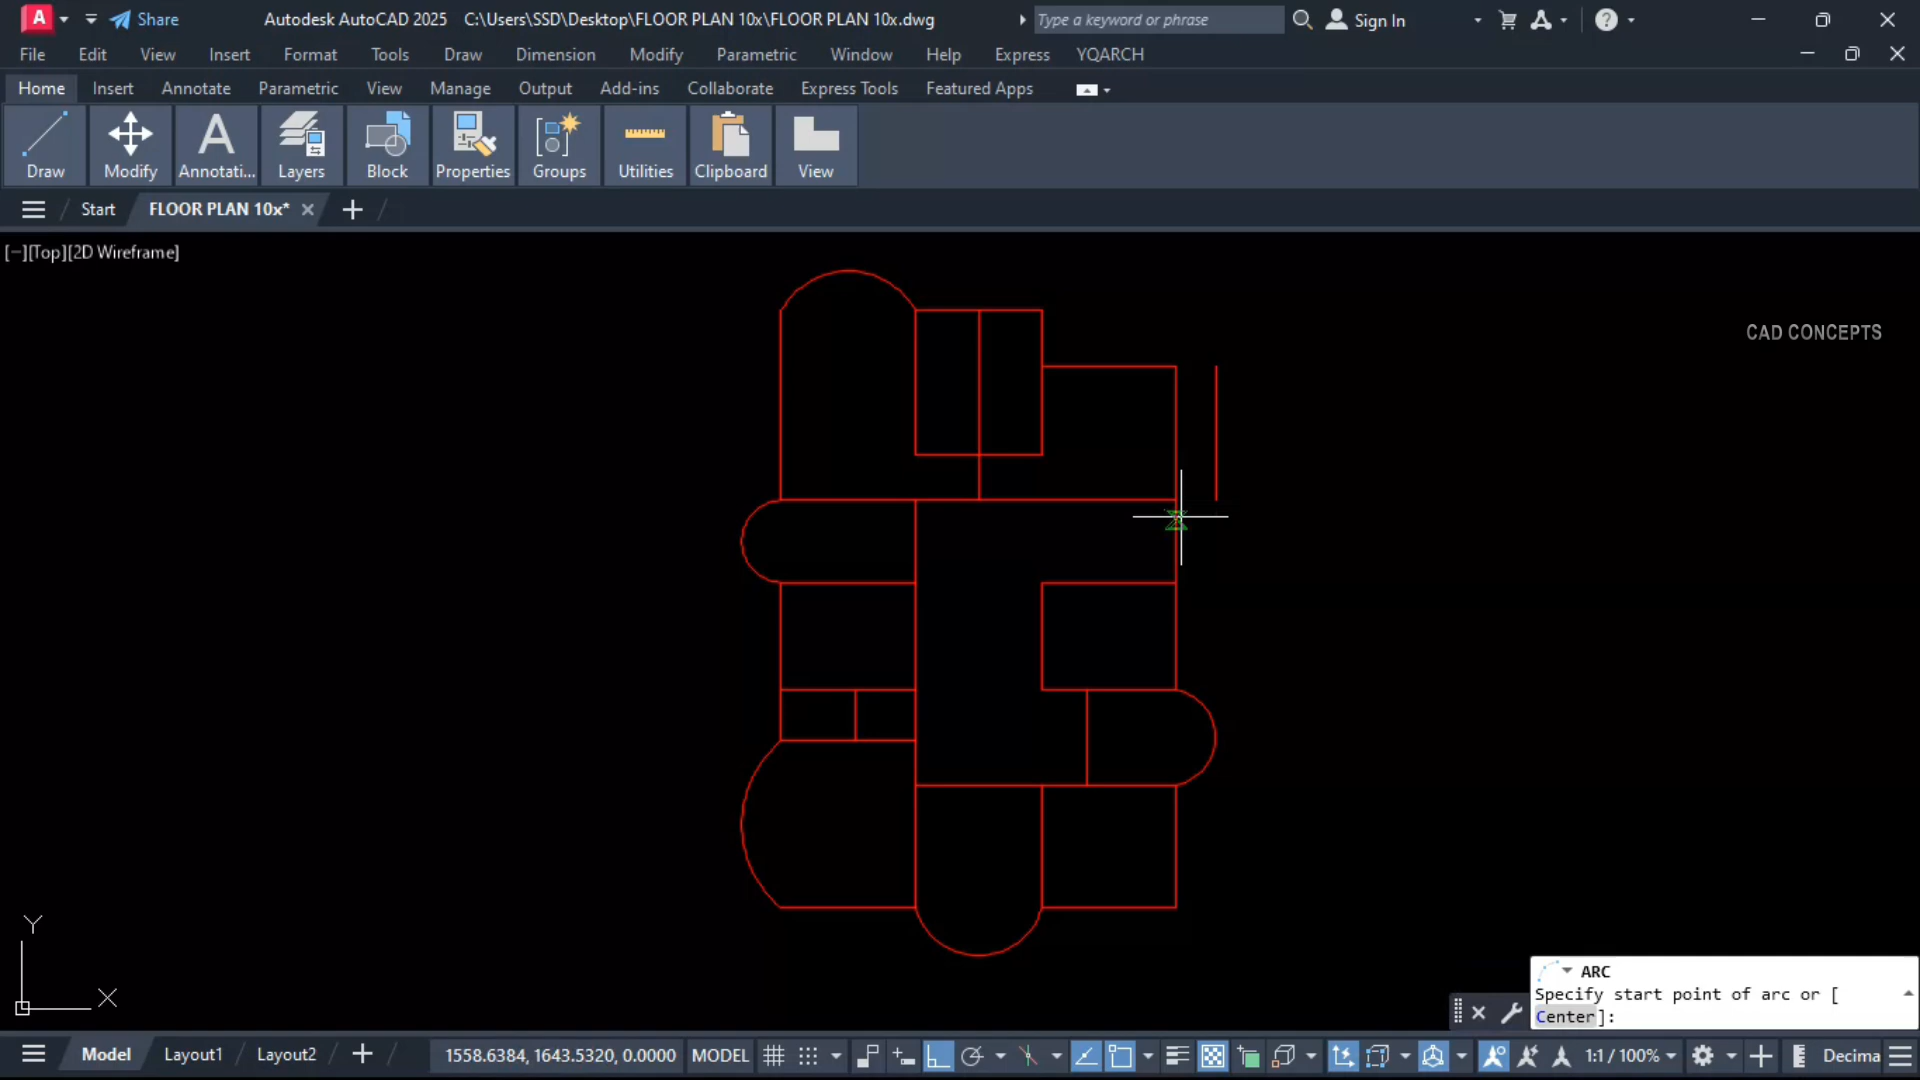 A Share Autodesk AutoCAD 2025 C:\Users\SSD\Desktop\FLOOR PLAN 10x\FLOOR PLAN 10x.dwg Type a keyword or phrase Sign In
File Edit View Insert Format Tools Draw Dimension Modify Parametric Window Help Express YQARCH
Home Insert Annotate Parametric View Manage Output Add-ins Collaborate Express Tools Featured Apps
Draw Modify Annotati... Layers Block Properties Groups Utilities Clipboard View
Start FLOOR PLAN 10x*
[−][Top][2D Wireframe]
CAD CONCEPTS
Y
X
ARC
Specify start point of arc or [
Center]:
Model Layout1 Layout2 1558.6384, 1643.5320, 0.0000 MODEL 1:1 / 100% Decima